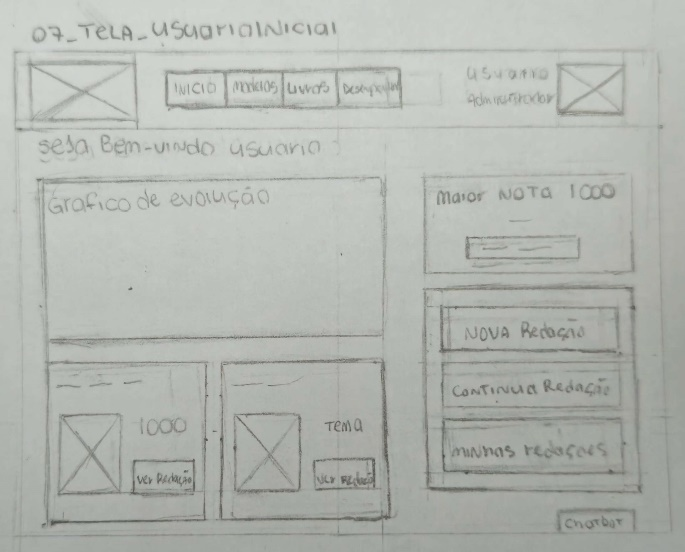 07_TELA_USUARIOINICIAL
INICIO Modelos Livros Desempenho
Usuario
Administrador
seja Bem-vindo usuario
Grafico de evolução
Maior NOTA 1000
NOVA Redação
CONTINUA Redação
MINHAS redações
1000
Ver Redação
Tema
Ver Redação
Chatbot